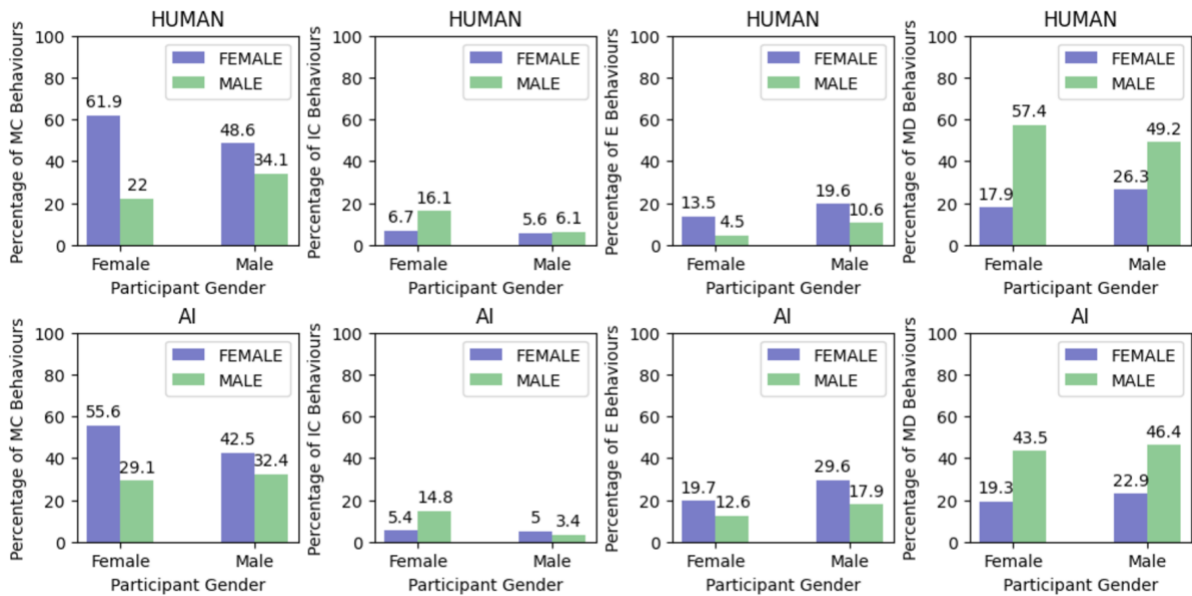 HUMAN
Percentage of MC Behaviours
100
80
60
40
20
0
FEMALE
MALE
61.9
22
48.6
34.1
Female
Male
Participant Gender
HUMAN
Percentage of IC Behaviours
100
80
60
40
20
0
FEMALE
MALE
6.7
16.1
5.6
6.1
Female
Male
Participant Gender
HUMAN
Percentage of E Behaviours
100
80
60
40
20
0
FEMALE
MALE
13.5
4.5
19.6
10.6
Female
Male
Participant Gender
HUMAN
Percentage of MD Behaviours
100
80
60
40
20
0
FEMALE
MALE
17.9
57.4
26.3
49.2
Female
Male
Participant Gender
AI
Percentage of MC Behaviours
100
80
60
40
20
0
FEMALE
MALE
55.6
29.1
42.5
32.4
Female
Male
Participant Gender
AI
Percentage of IC Behaviours
100
80
60
40
20
0
FEMALE
MALE
5.4
14.8
5
3.4
Female
Male
Participant Gender
AI
Percentage of E Behaviours
100
80
60
40
20
0
FEMALE
MALE
19.7
12.6
29.6
17.9
Female
Male
Participant Gender
AI
Percentage of MD Behaviours
100
80
60
40
20
0
FEMALE
MALE
19.3
43.5
22.9
46.4
Female
Male
Participant Gender